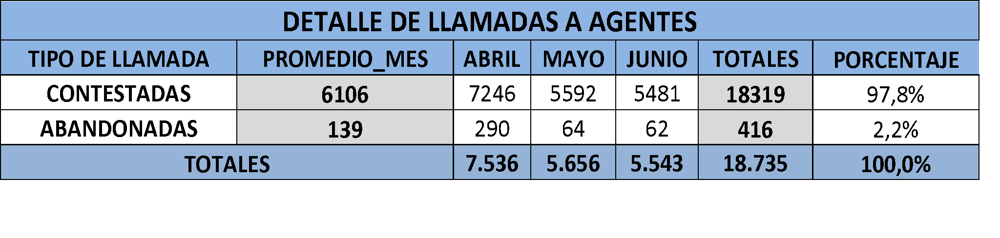 DETALLE DE LLAMADAS A AGENTES
TIPO DE LLAMADA PROMEDIO_MES ABRIL MAYO JUNIO TOTALES PORCENTAJE
CONTESTADAS 6106 7246 5592 5481 18319 97,8%
ABANDONADAS 139 290 64 62 416 2,2%
TOTALES 7.536 5.656 5.543 18.735 100,0%